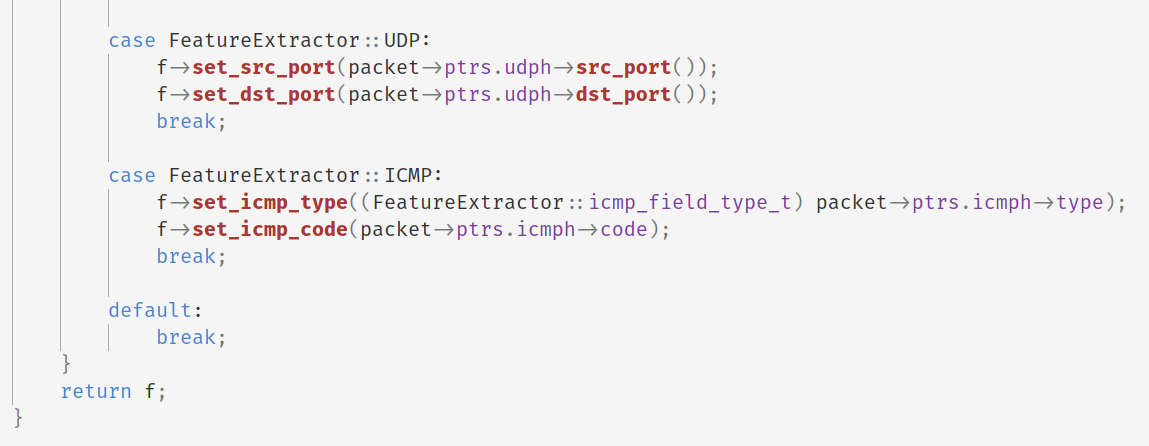 case FeatureExtractor::UDP:
f->set_src_port(packet->ptrs.udph->src_port());
f->set_dst_port(packet->ptrs.udph->dst_port());
break;
case FeatureExtractor::ICMP:
f->set_icmp_type((FeatureExtractor::icmp_field_type_t) packet->ptrs.icmph->type);
f->set_icmp_code(packet->ptrs.icmph->code);
break;
default:
break;
}
return f;
}